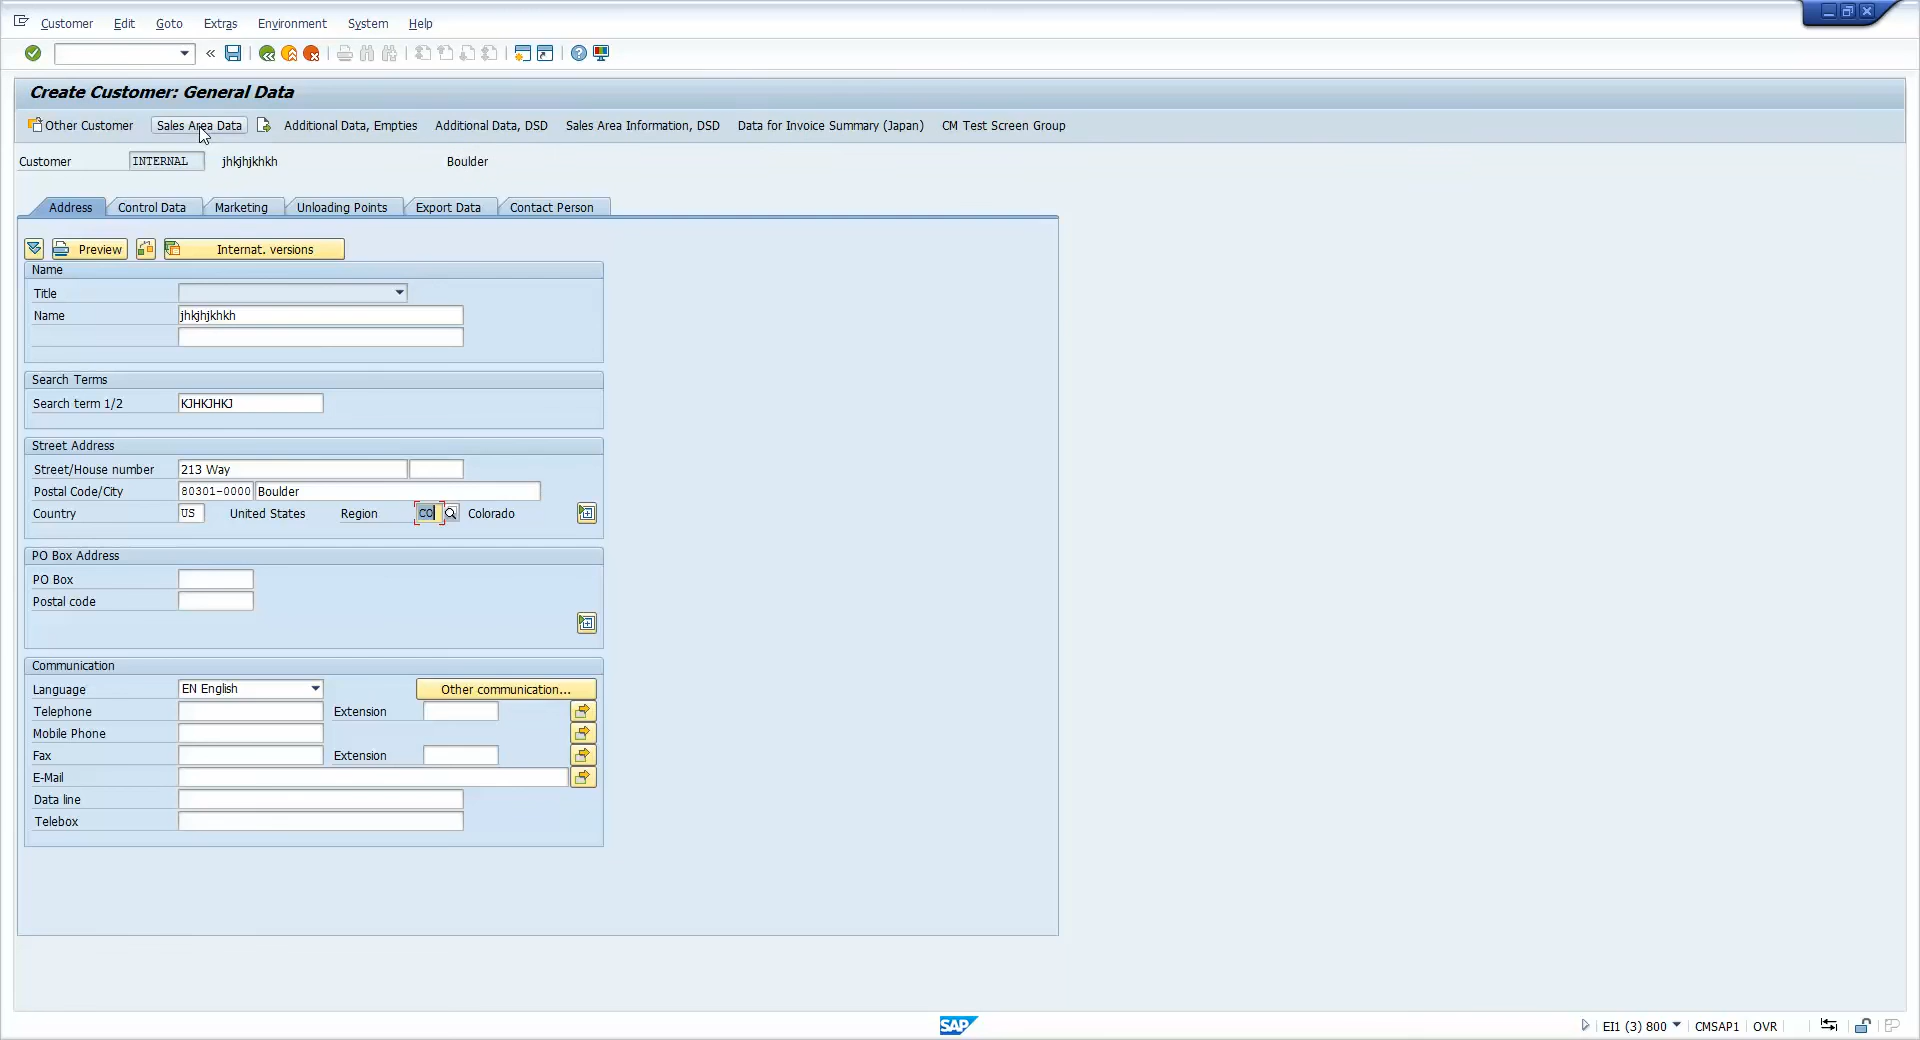 Customer Edit Goto Extras Environment System Help
Create Customer: General Data
Other Customer Sales Area Data Additional Data, Empties Additional Data, DSD Sales Area Information, DSD Data for Invoice Summary (Japan) CM Test Screen Group
Customer INTERNAL jhkjhjkhkh Boulder
Address Control Data Marketing Unloading Points Export Data Contact Person
Preview Internat. versions
Name
Title
Name jhkjhjkhkh
Search Terms
Search term 1/2 KJHKJHKJ
Street Address
Street/House number 213 Way
Postal Code/City 80301-0000 Boulder
Country US United States Region CO Colorado
PO Box Address
PO Box
Postal code
Communication
Language EN English Other communication...
Telephone Extension
Mobile Phone
Fax Extension
E-Mail
Data line
Telebox
SAP EI1 (3) 800 CMSAP1 OVR